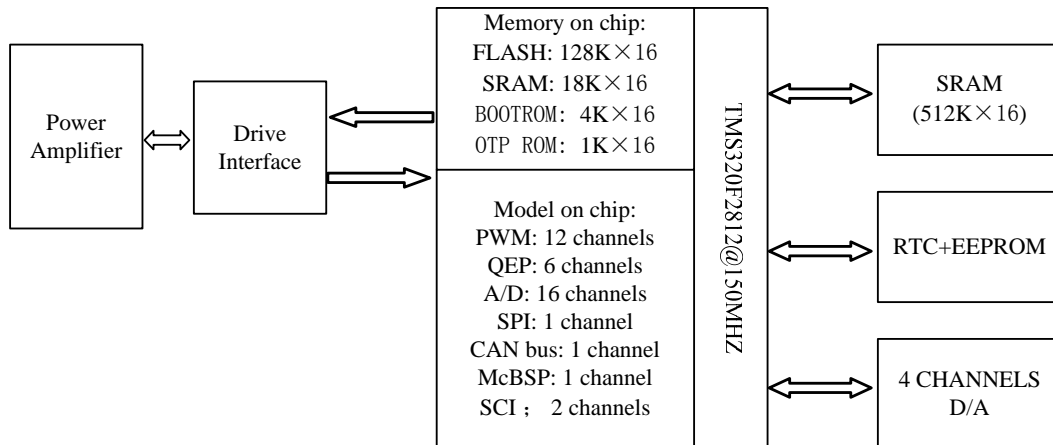 Power
Amplifier
Drive
Interface
Memory on chip:
FLASH: 128K×16
SRAM: 18K×16
BOOTROM: 4K×16
OTP ROM: 1K×16
Model on chip:
PWM: 12 channels
QEP: 6 channels
A/D: 16 channels
SPI: 1 channel
CAN bus: 1 channel
McBSP: 1 channel
SCI ； 2 channels
TMS320F2812@150MHZ
SRAM
(512K×16)
RTC+EEPROM
4 CHANNELS
D/A